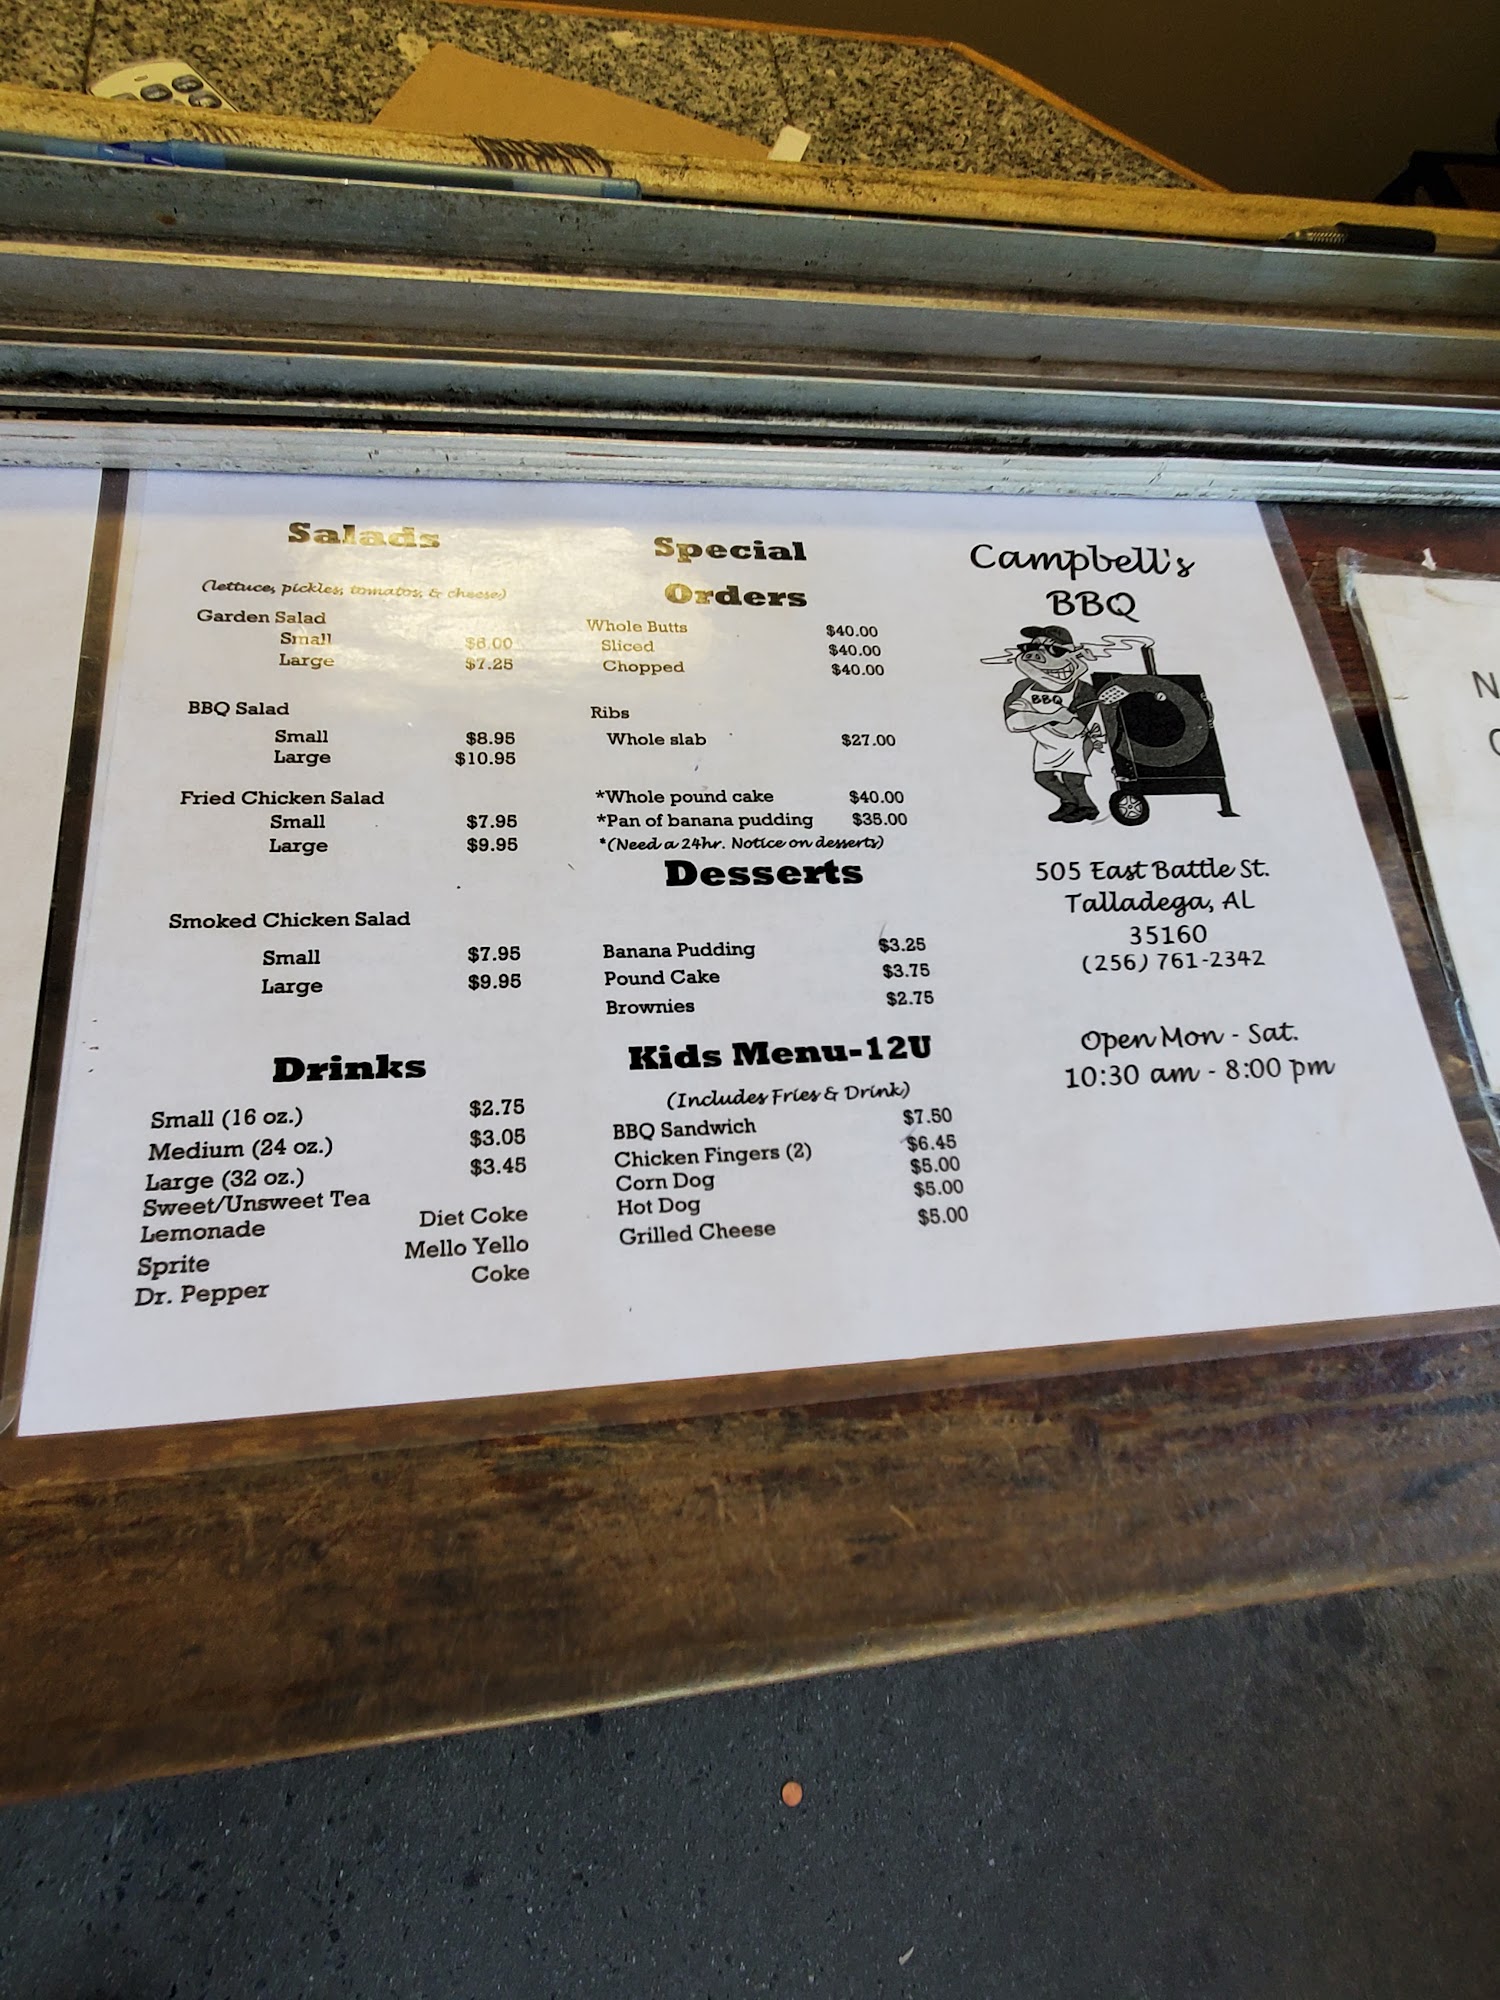 Salads
(lettuce, pickles, tomatos, & cheese)
Garden Salad
Small $6.00
Large $7.25
BBQ Salad
Small $8.95
Large $10.95
Fried Chicken Salad
Small $7.95
Large $9.95
Smoked Chicken Salad
Small $7.95
Large $9.95
Drinks
Small (16 oz.) $2.75
Medium (24 oz.) $3.05
Large (32 oz.) $3.45
Sweet/Unsweet Tea
Lemonade Diet Coke
Sprite Mello Yello
Dr. Pepper Coke
Special
Orders
Whole Butts $40.00
Sliced $40.00
Chopped $40.00
Ribs
Whole slab $27.00
*Whole pound cake $40.00
*Pan of banana pudding $35.00
*(Need a 24hr. Notice on desserts)
Desserts
Banana Pudding $3.25
Pound Cake $3.75
Brownies $2.75
Kids Menu-12U
(Includes Fries & Drink)
BBQ Sandwich $7.50
Chicken Fingers (2) $6.45
Corn Dog $5.00
Hot Dog $5.00
Grilled Cheese $5.00
Campbell's
BBQ
BBQ
505 East Battle St.
Talladega, AL
35160
(256) 761-2342
Open Mon - Sat.
10:30 am - 8:00 pm
N